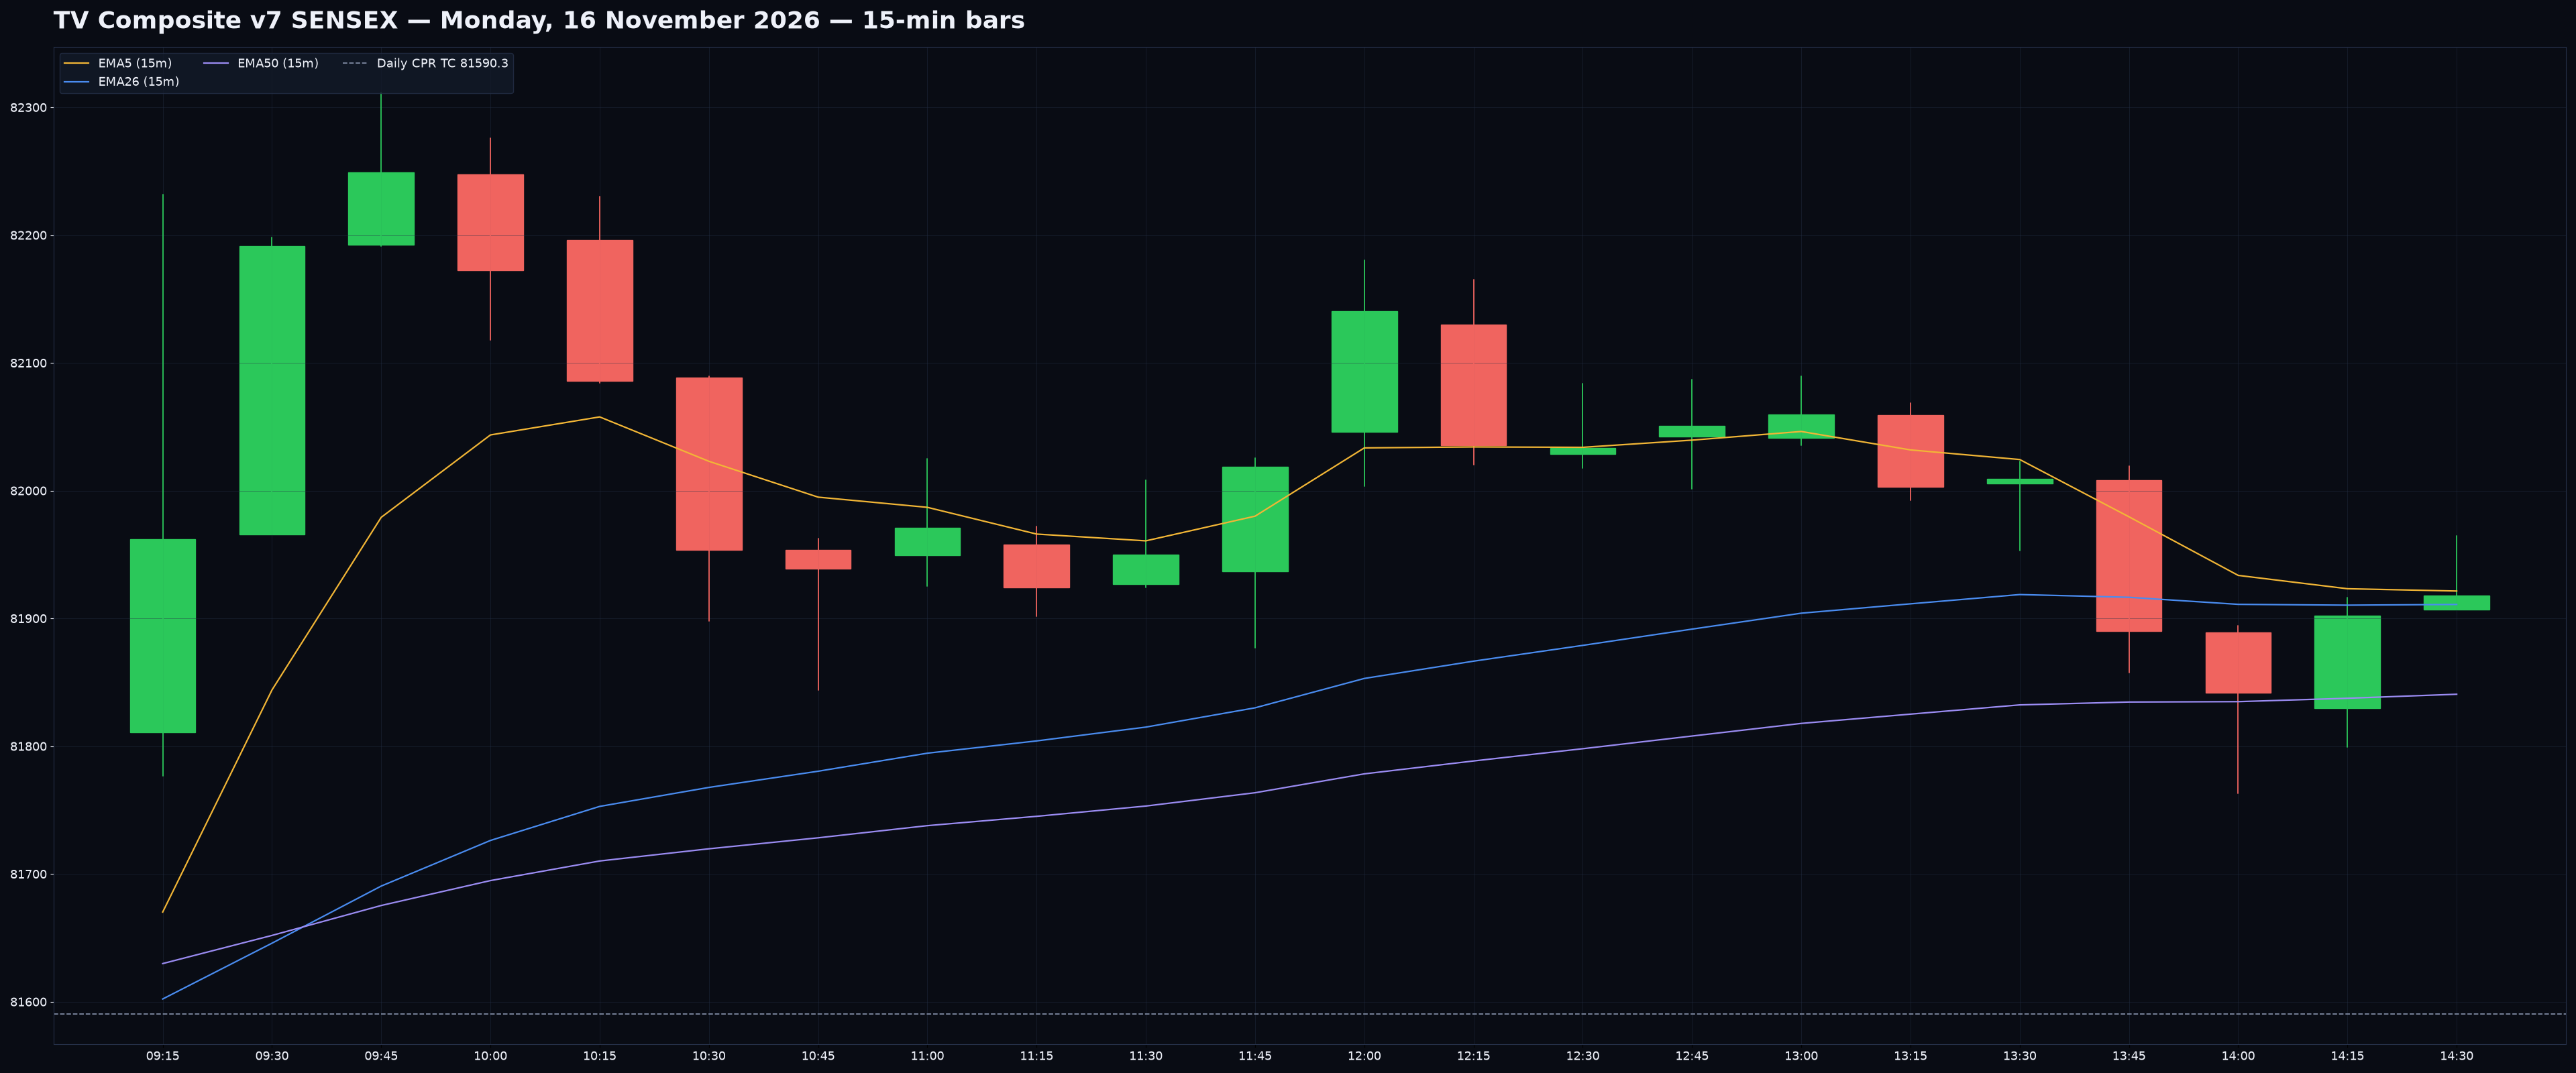 TV Composite v7 SENSEX — Monday, 16 November 2026 — 15-min bars
EMA5 (15m) EMA50 (15m) Daily CPR TC 81590.3
EMA26 (15m)
82300
82200
82100
82000
81900
81800
81700
81600
09:15 09:30 09:45 10:00 10:15 10:30 10:45 11:00 11:15 11:30 11:45 12:00 12:15 12:30 12:45 13:00 13:15 13:30 13:45 14:00 14:15 14:30